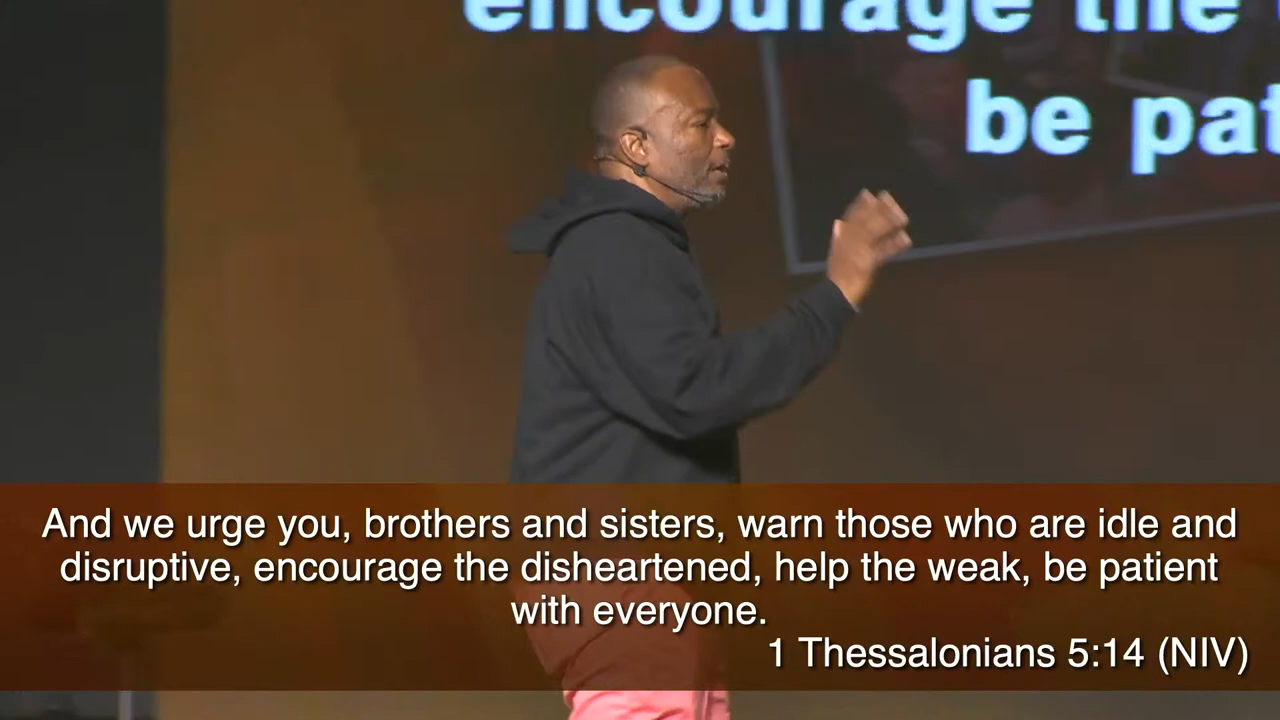 encourage the
be pat
And we urge you, brothers and sisters, warn those who are idle and
disruptive, encourage the disheartened, help the weak, be patient
with everyone.
1 Thessalonians 5:14 (NIV)